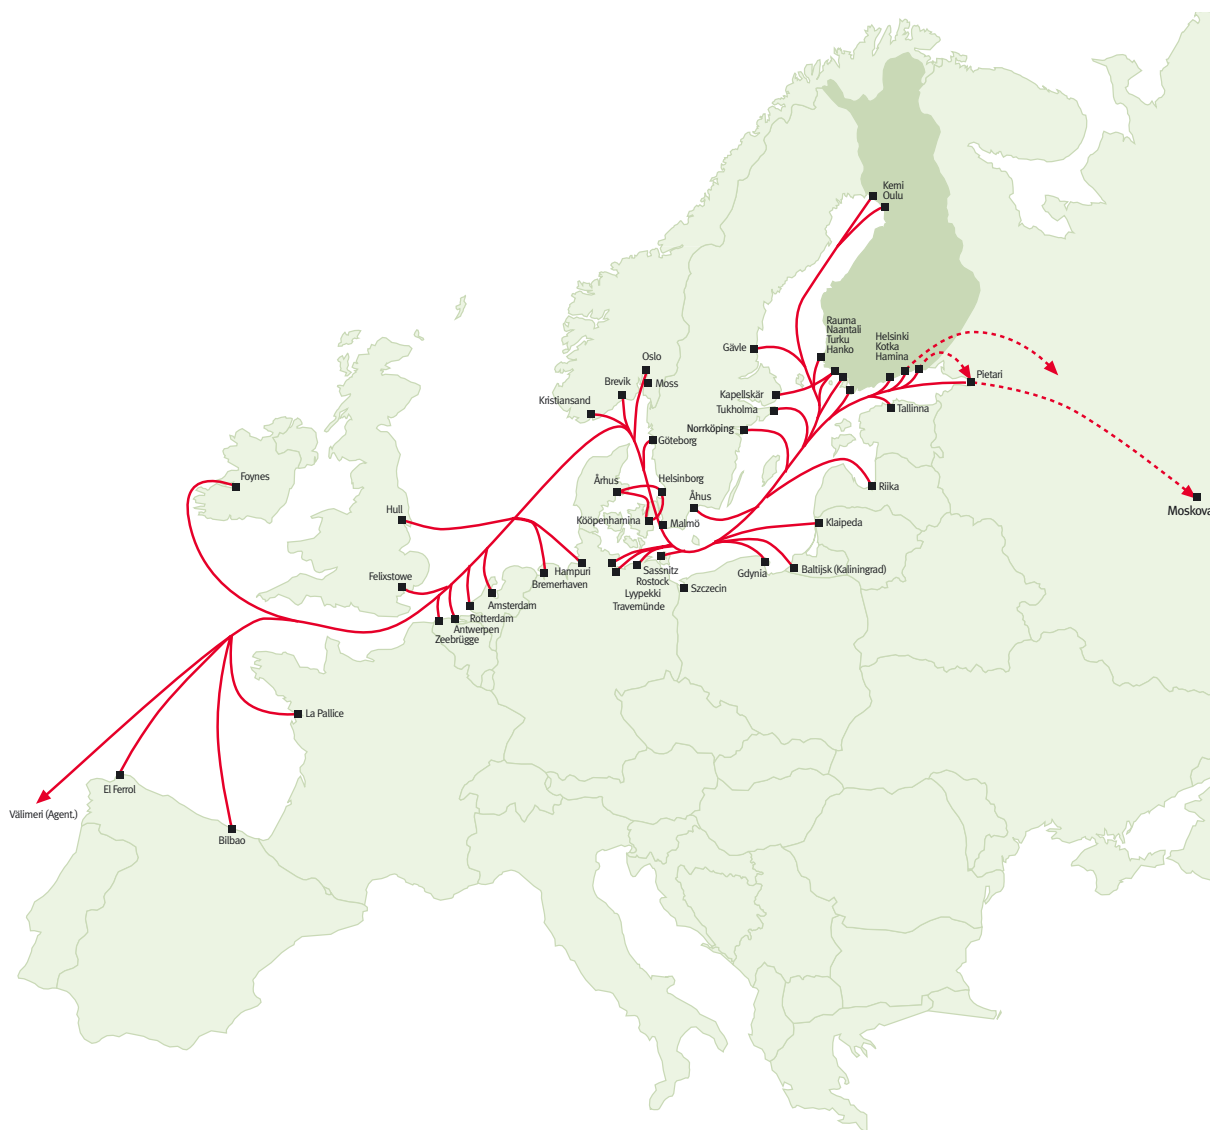 Kemi
Oulu
Rauma
Naantali
Turku
Hanko
Helsinki
Kotka
Hamina
Gävle
Oslo
Pietari
Moss
Brevik
Kapellskär
Kristiansand
Tukholma
Tallinna
Norrköping
Göteborg
Foynes
Århus
Helsinborg
Riika
Åhus
Moskova
Hull
Kööpenhamina
Malmö
Klaipeda
Felixstowe
Hampuri
Bremerhaven
Sassnitz
Rostock
Lyypekki
Travemünde
Gdynia
Baltijsk (Kaliningrad)
Szczecin
Amsterdam
Rotterdam
Antwerpen
Zeebrügge
La Pallice
El Ferrol
Välimeri (Agent.)
Bilbao